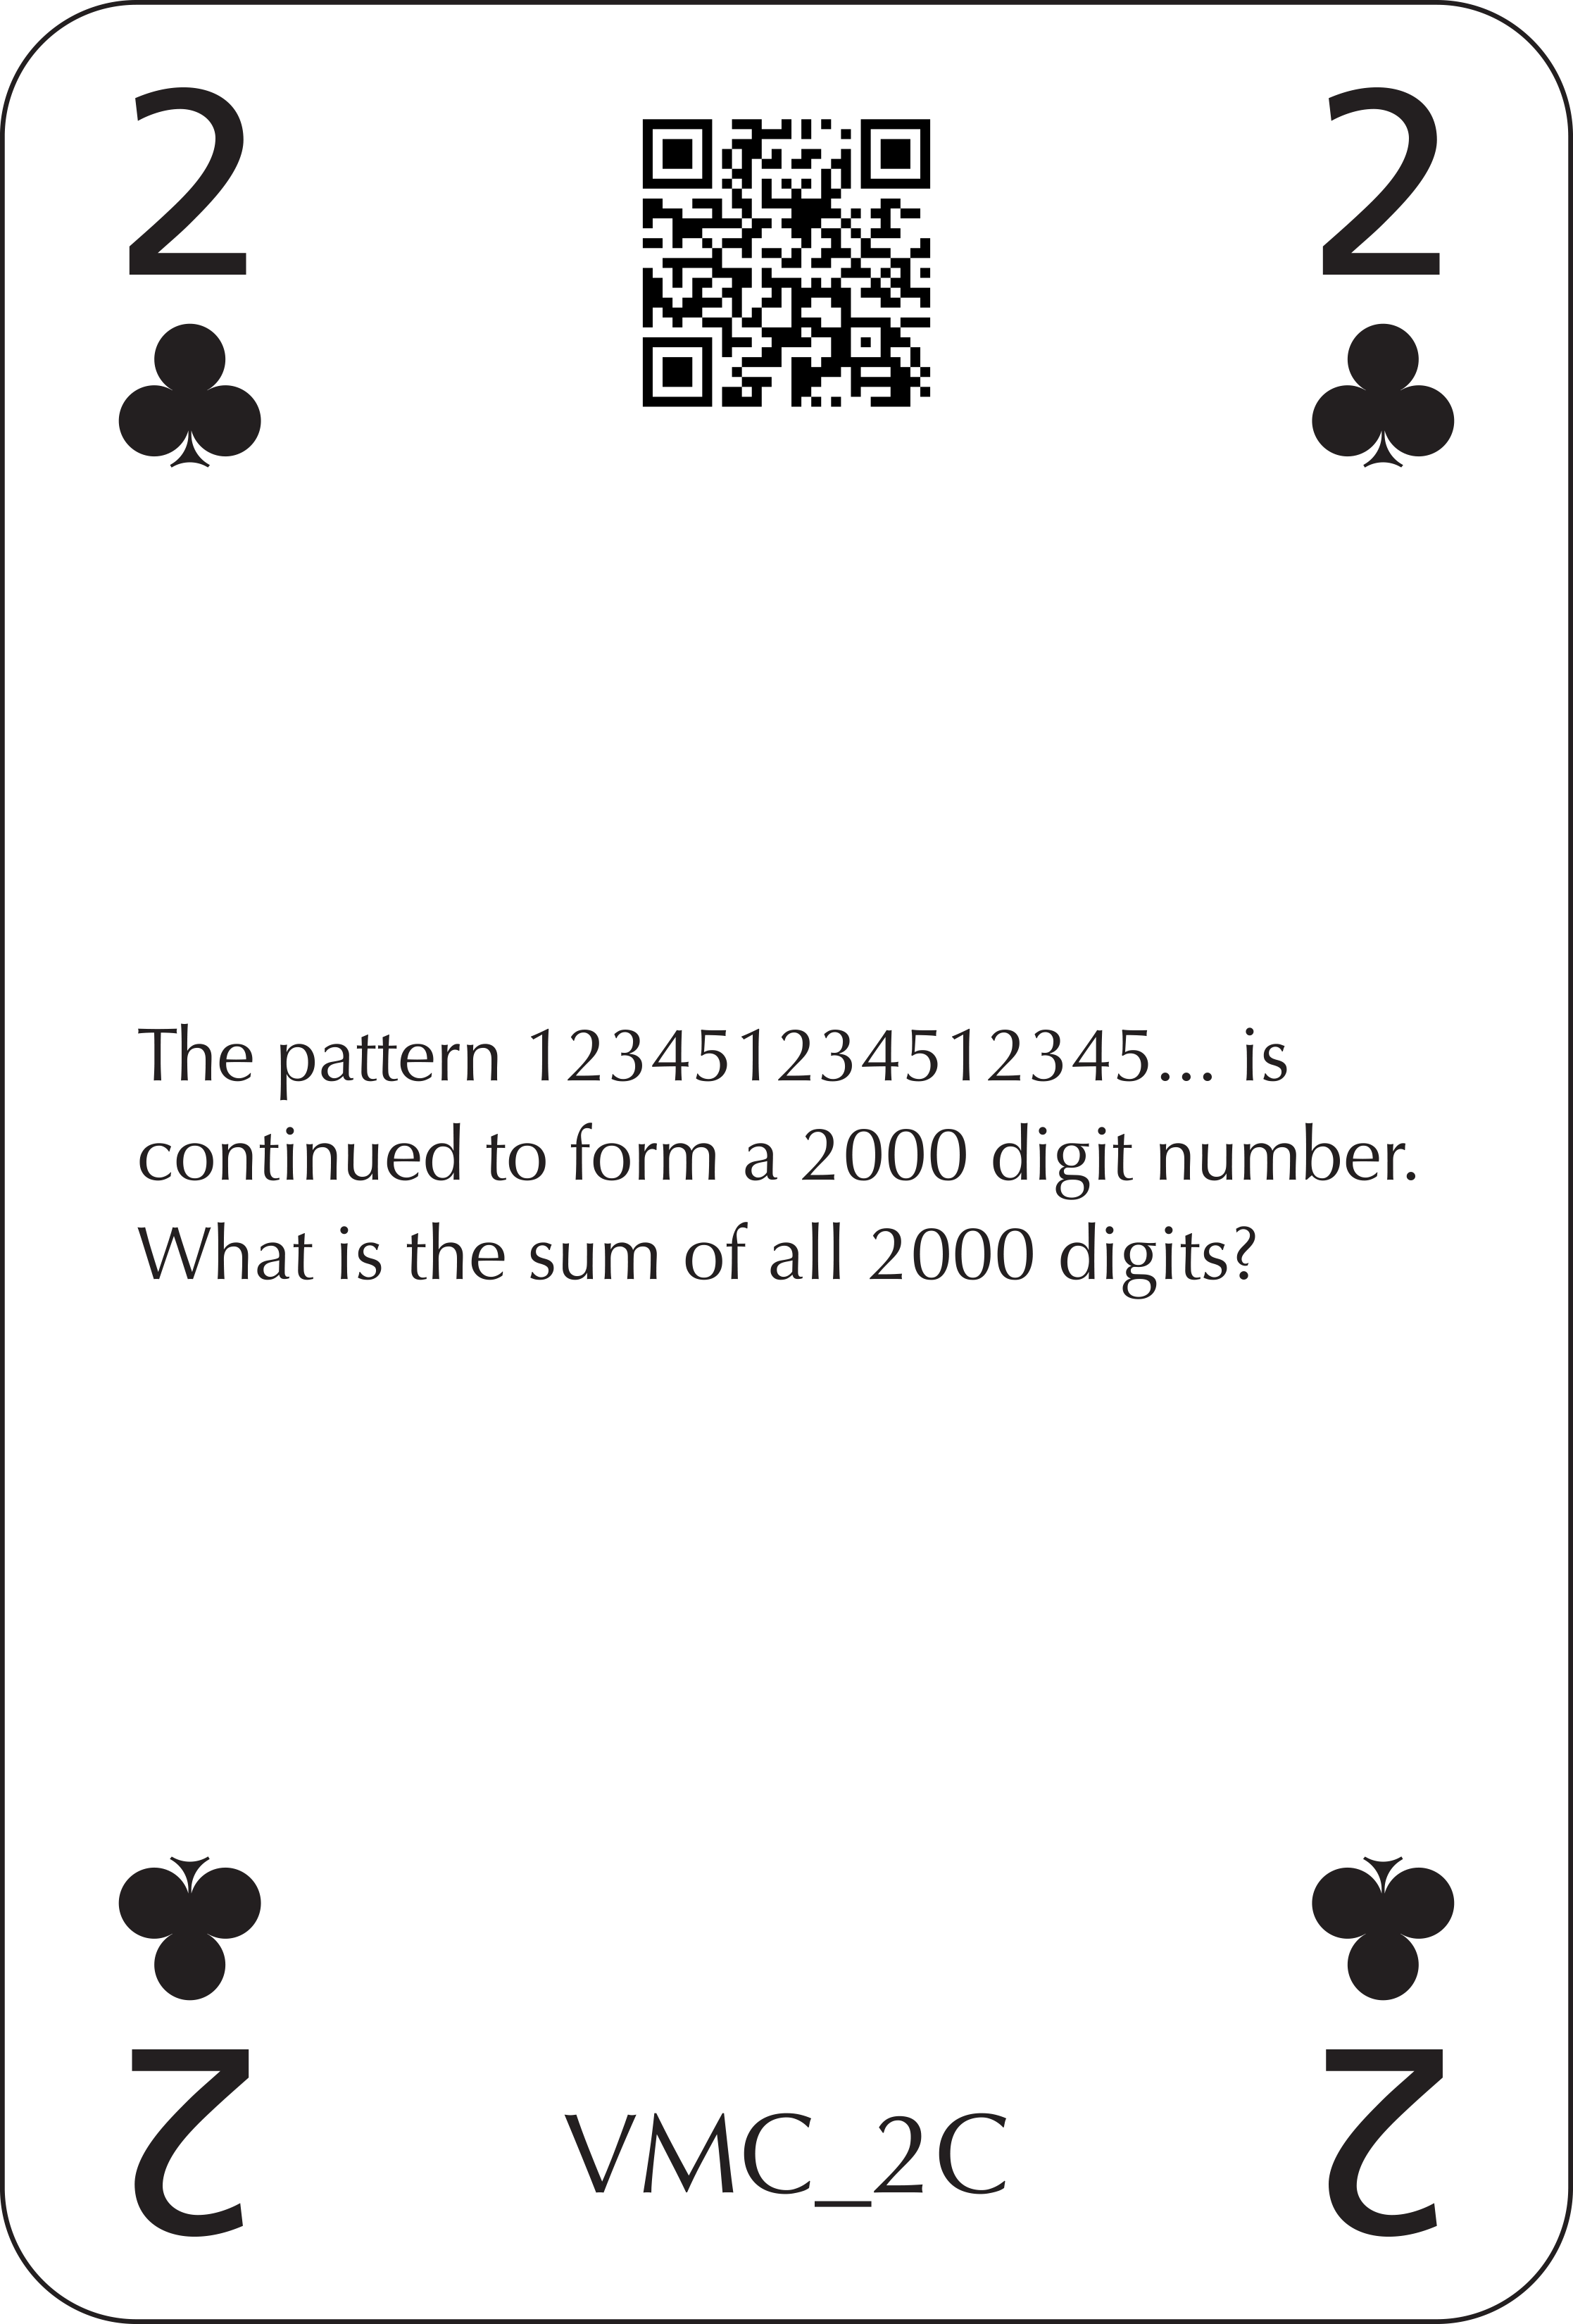 2 2
The pattern 123451234512345... is
continued to form a 2000 digit number.
What is the sum of all 2000 digits?
2 VMC_2C 2